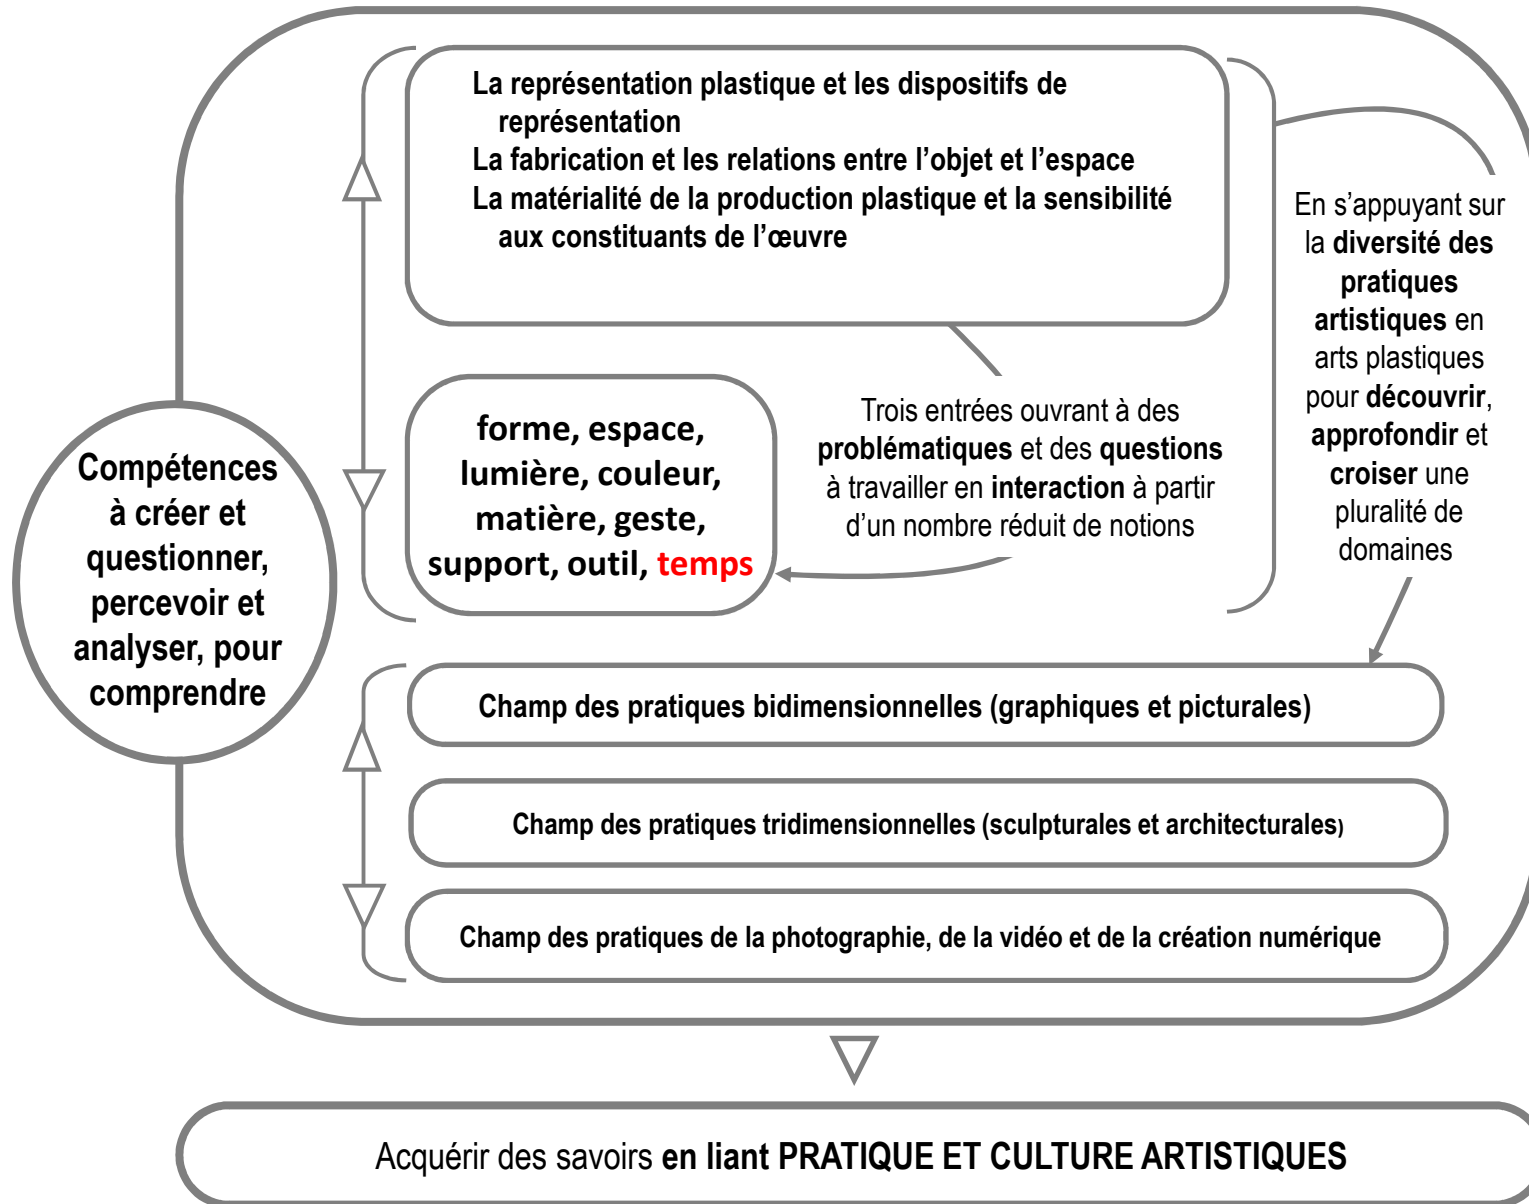 La représentation plastique et les dispositifs de
représentation
La fabrication et les relations entre l’objet et l’espace
La matérialité de la production plastique et la sensibilité
aux constituants de l’œuvre
En s’appuyant sur
la diversité des
pratiques
artistiques en
arts plastiques
pour découvrir,
approfondir et
croiser une
pluralité de
domaines
Trois entrées ouvrant à des
problématiques et des questions
à travailler en interaction à partir
d’un nombre réduit de notions
forme, espace,
lumière, couleur,
matière, geste,
support, outil, temps
Compétences
à créer et
questionner,
percevoir et
analyser, pour
comprendre
Champ des pratiques bidimensionnelles (graphiques et picturales)
Champ des pratiques tridimensionnelles (sculpturales et architecturales)
Champ des pratiques de la photographie, de la vidéo et de la création numérique
Acquérir des savoirs en liant PRATIQUE ET CULTURE ARTISTIQUES